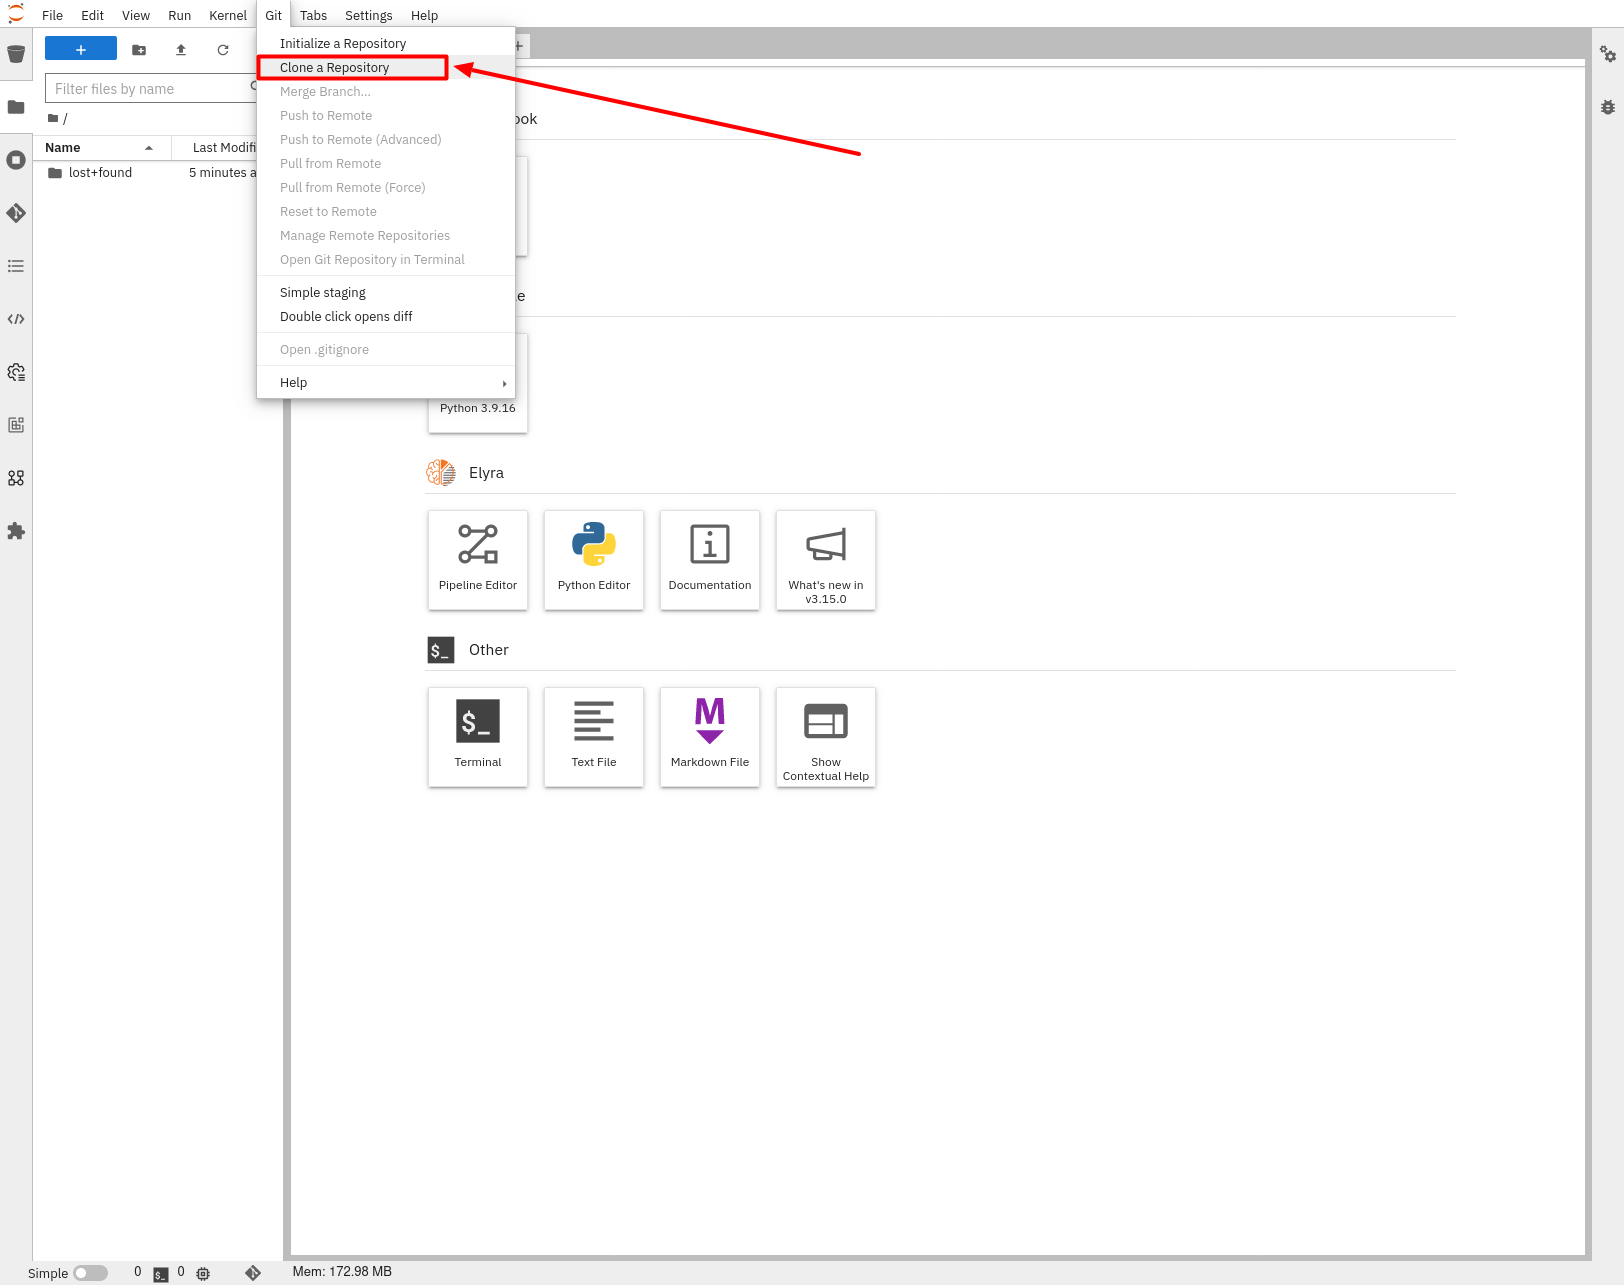 File Edit View Run Kernel Git Tabs Settings Help
Initialize a Repository
Clone a Repository
Filter files by name
Merge Branch...
Push to Remote
/
Push to Remote (Advanced)
Name
Last Modifi
Pull from Remote
lost+found
5 minutes a
Pull from Remote (Force)
Reset to Remote
Manage Remote Repositories
Open Git Repository in Terminal
Simple staging
Double click opens diff
Open .gitignore
Help
Python 3.9.16
Elyra
Pipeline Editor
Python Editor
Documentation
What's new in
v3.15.0
$_ Other
$_
M
Terminal
Text File
Markdown File
Show
Contextual Help
Simple 0 $_ 0 Mem: 172.98 MB